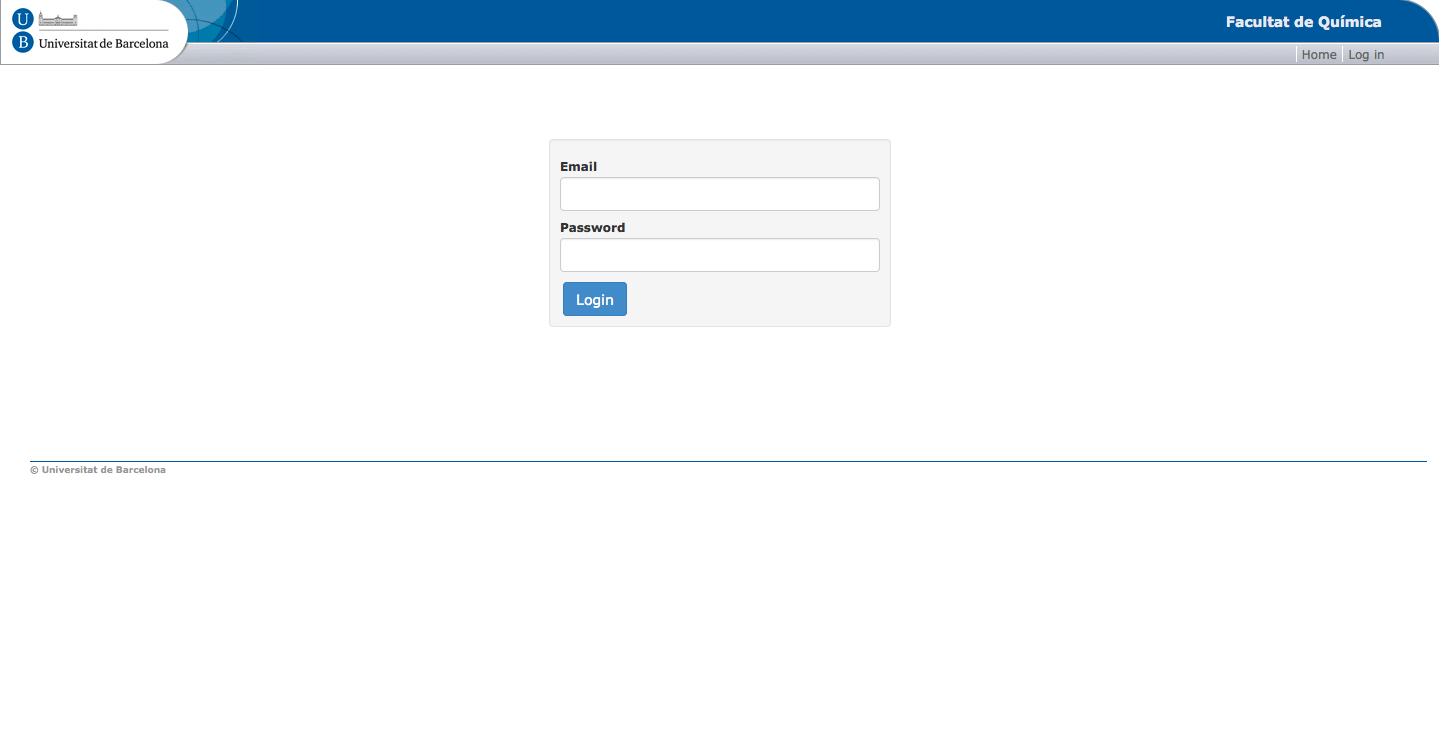 U
B
Universitat de Barcelona
Facultat de Química
Home
Log in
Email
Password
Login
© Universitat de Barcelona